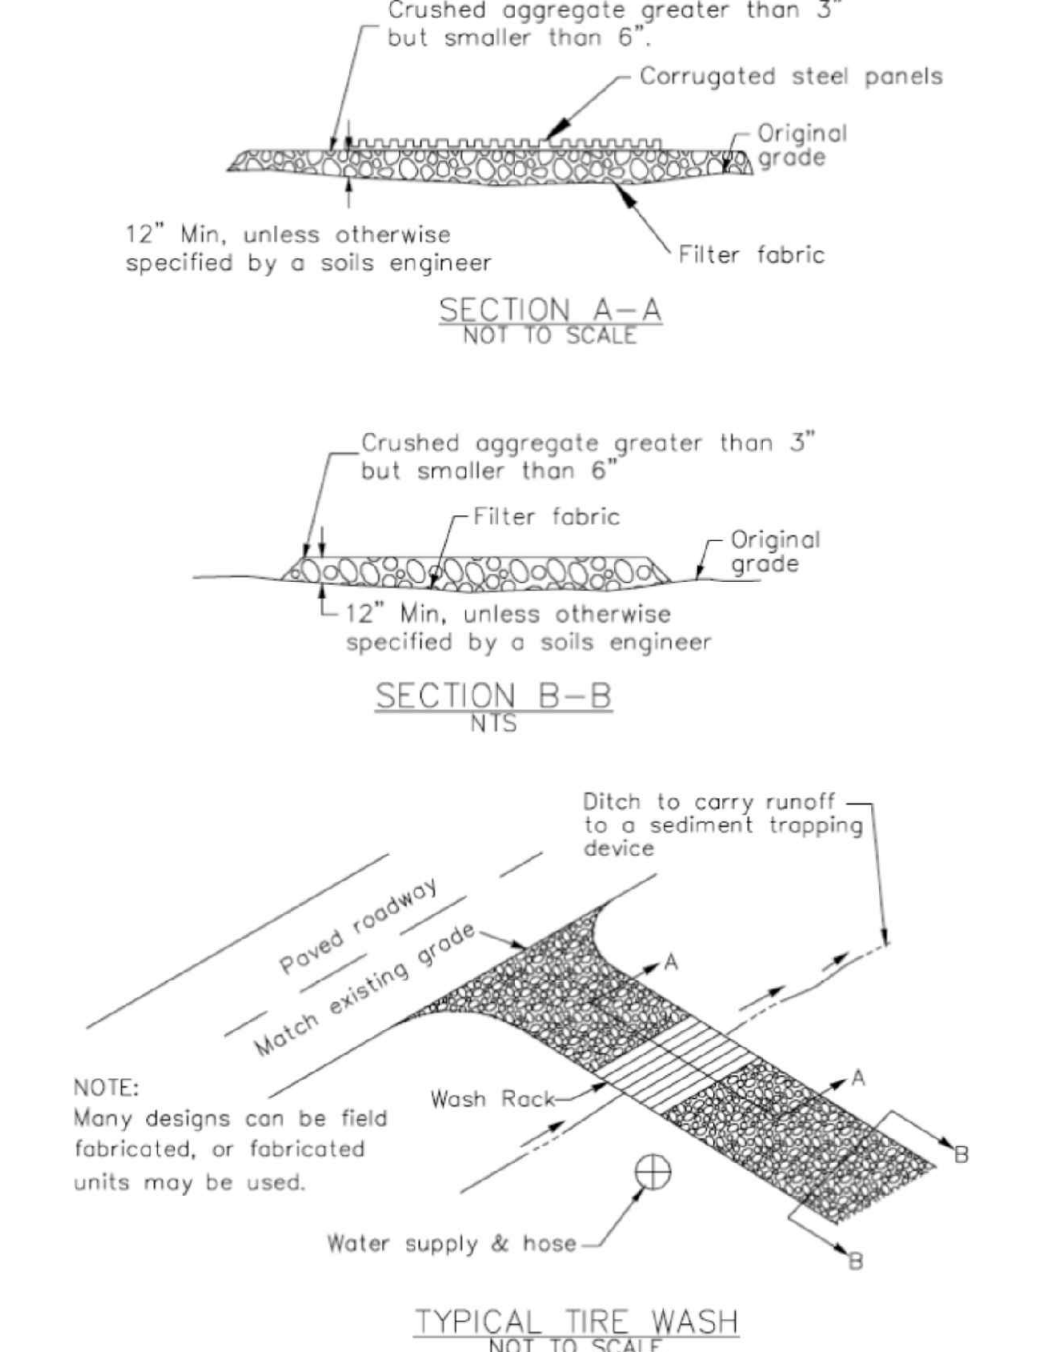 Crushed aggregate greater than 3"
but smaller than 6".
Corrugated steel panels
Original
grade
12" Min, unless otherwise
specified by a soils engineer
Filter fabric
SECTION A-A
NOT TO SCALE
Crushed aggregate greater than 3"
but smaller than 6"
Filter fabric
Original
grade
12" Min, unless otherwise
specified by a soils engineer
SECTION B-B
NTS
Ditch to carry runoff
to a sediment trapping
device
Paved roadway
Match existing grade
A
A
NOTE:
Many designs can be field
fabricated, or fabricated
units may be used.
Wash Rack
B
B
Water supply & hose
TYPICAL TIRE WASH
NOT TO SCALE